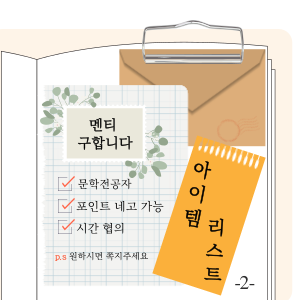 멘티
구합니다
문학전공자
포인트 네고 가능
시간 협의
p.s 원하시면 쪽지주세요
아이템
리스트
-2-